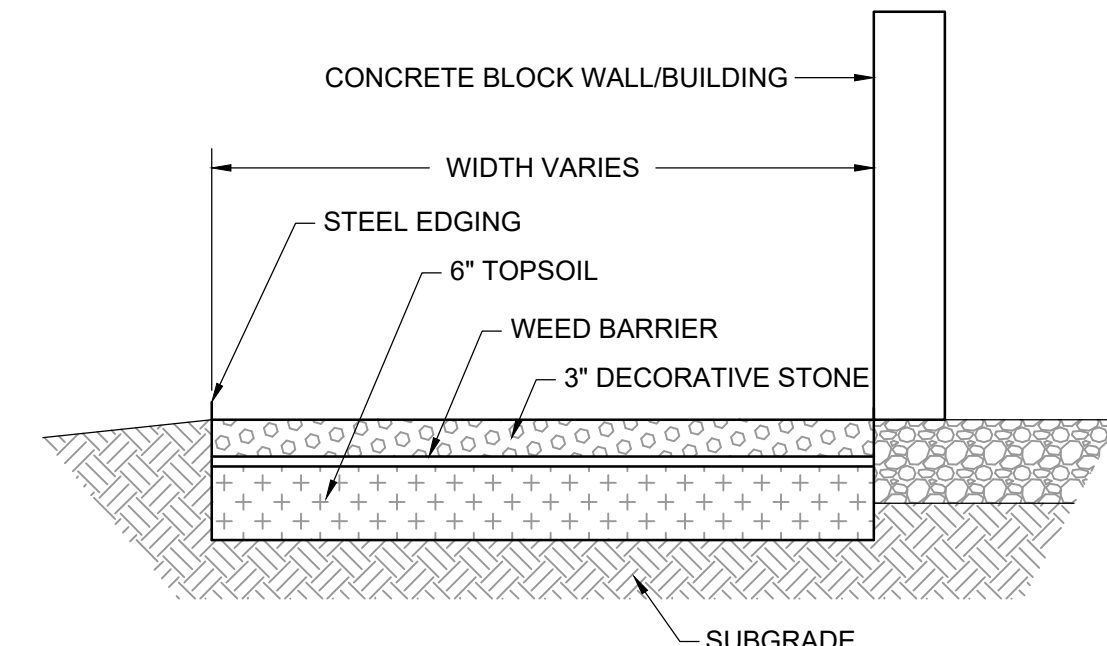 CONCRETE BLOCK WALL/BUILDING
WIDTH VARIES
STEEL EDGING
6" TOPSOIL
WEED BARRIER
3" DECORATIVE STONE
SUBGRADE